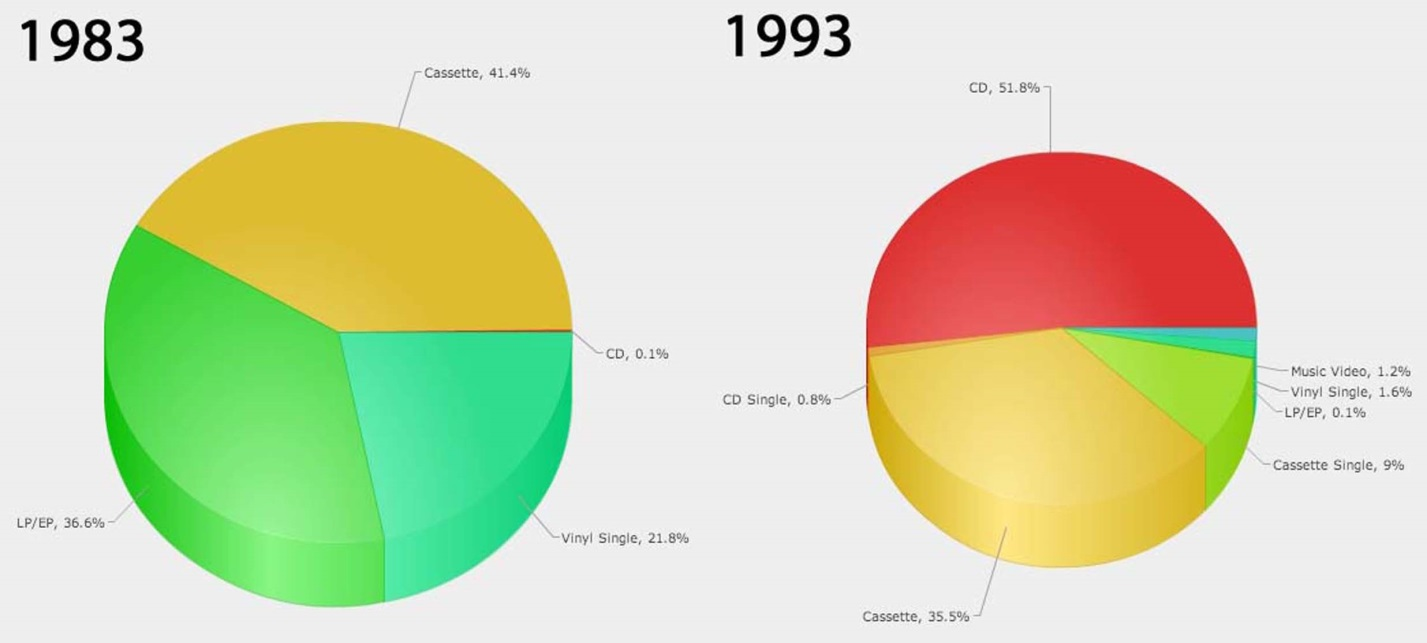 1983
Cassette, 41.4%
CD, 0.1%
LP/EP, 36.6%
Vinyl Single, 21.8%
1993
CD, 51.8%
Music Video, 1.2%
Vinyl Single, 1.6%
CD Single, 0.8%
LP/EP, 0.1%
Cassette Single, 9%
Cassette, 35.5%